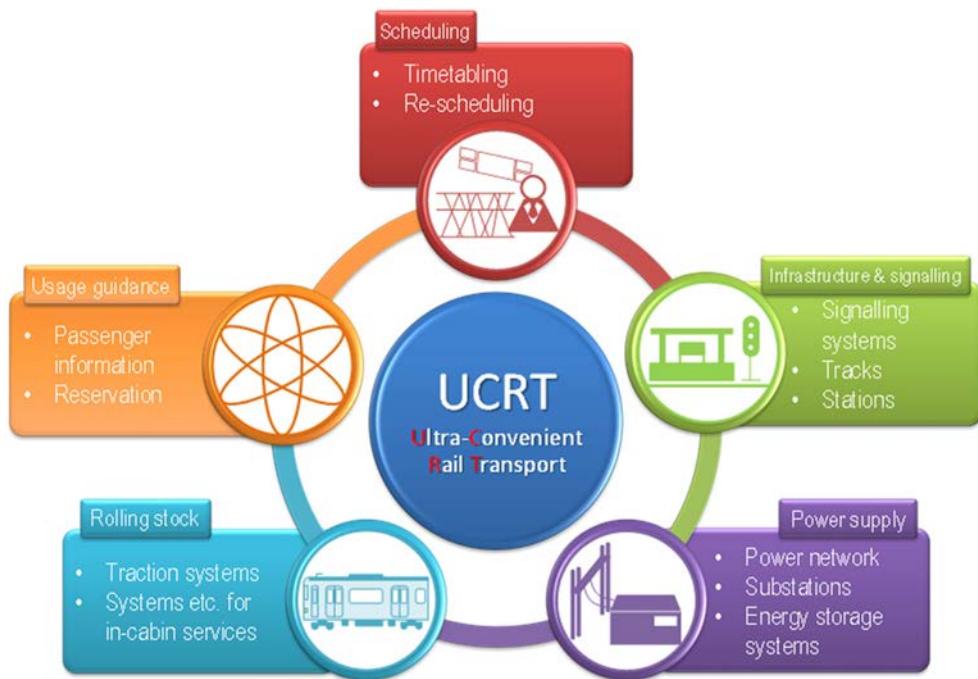 Scheduling
• Timetabling
• Re-scheduling
Usage guidance
• Passenger
information
• Reservation
Infrastructure & signalling
• Signalling
systems
• Tracks
• Stations
UCRT
Ultra-Convenient
Rail Transport
Rolling stock
• Traction systems
• Systems etc. for
in-cabin services
Power supply
• Power network
• Substations
• Energy storage
systems